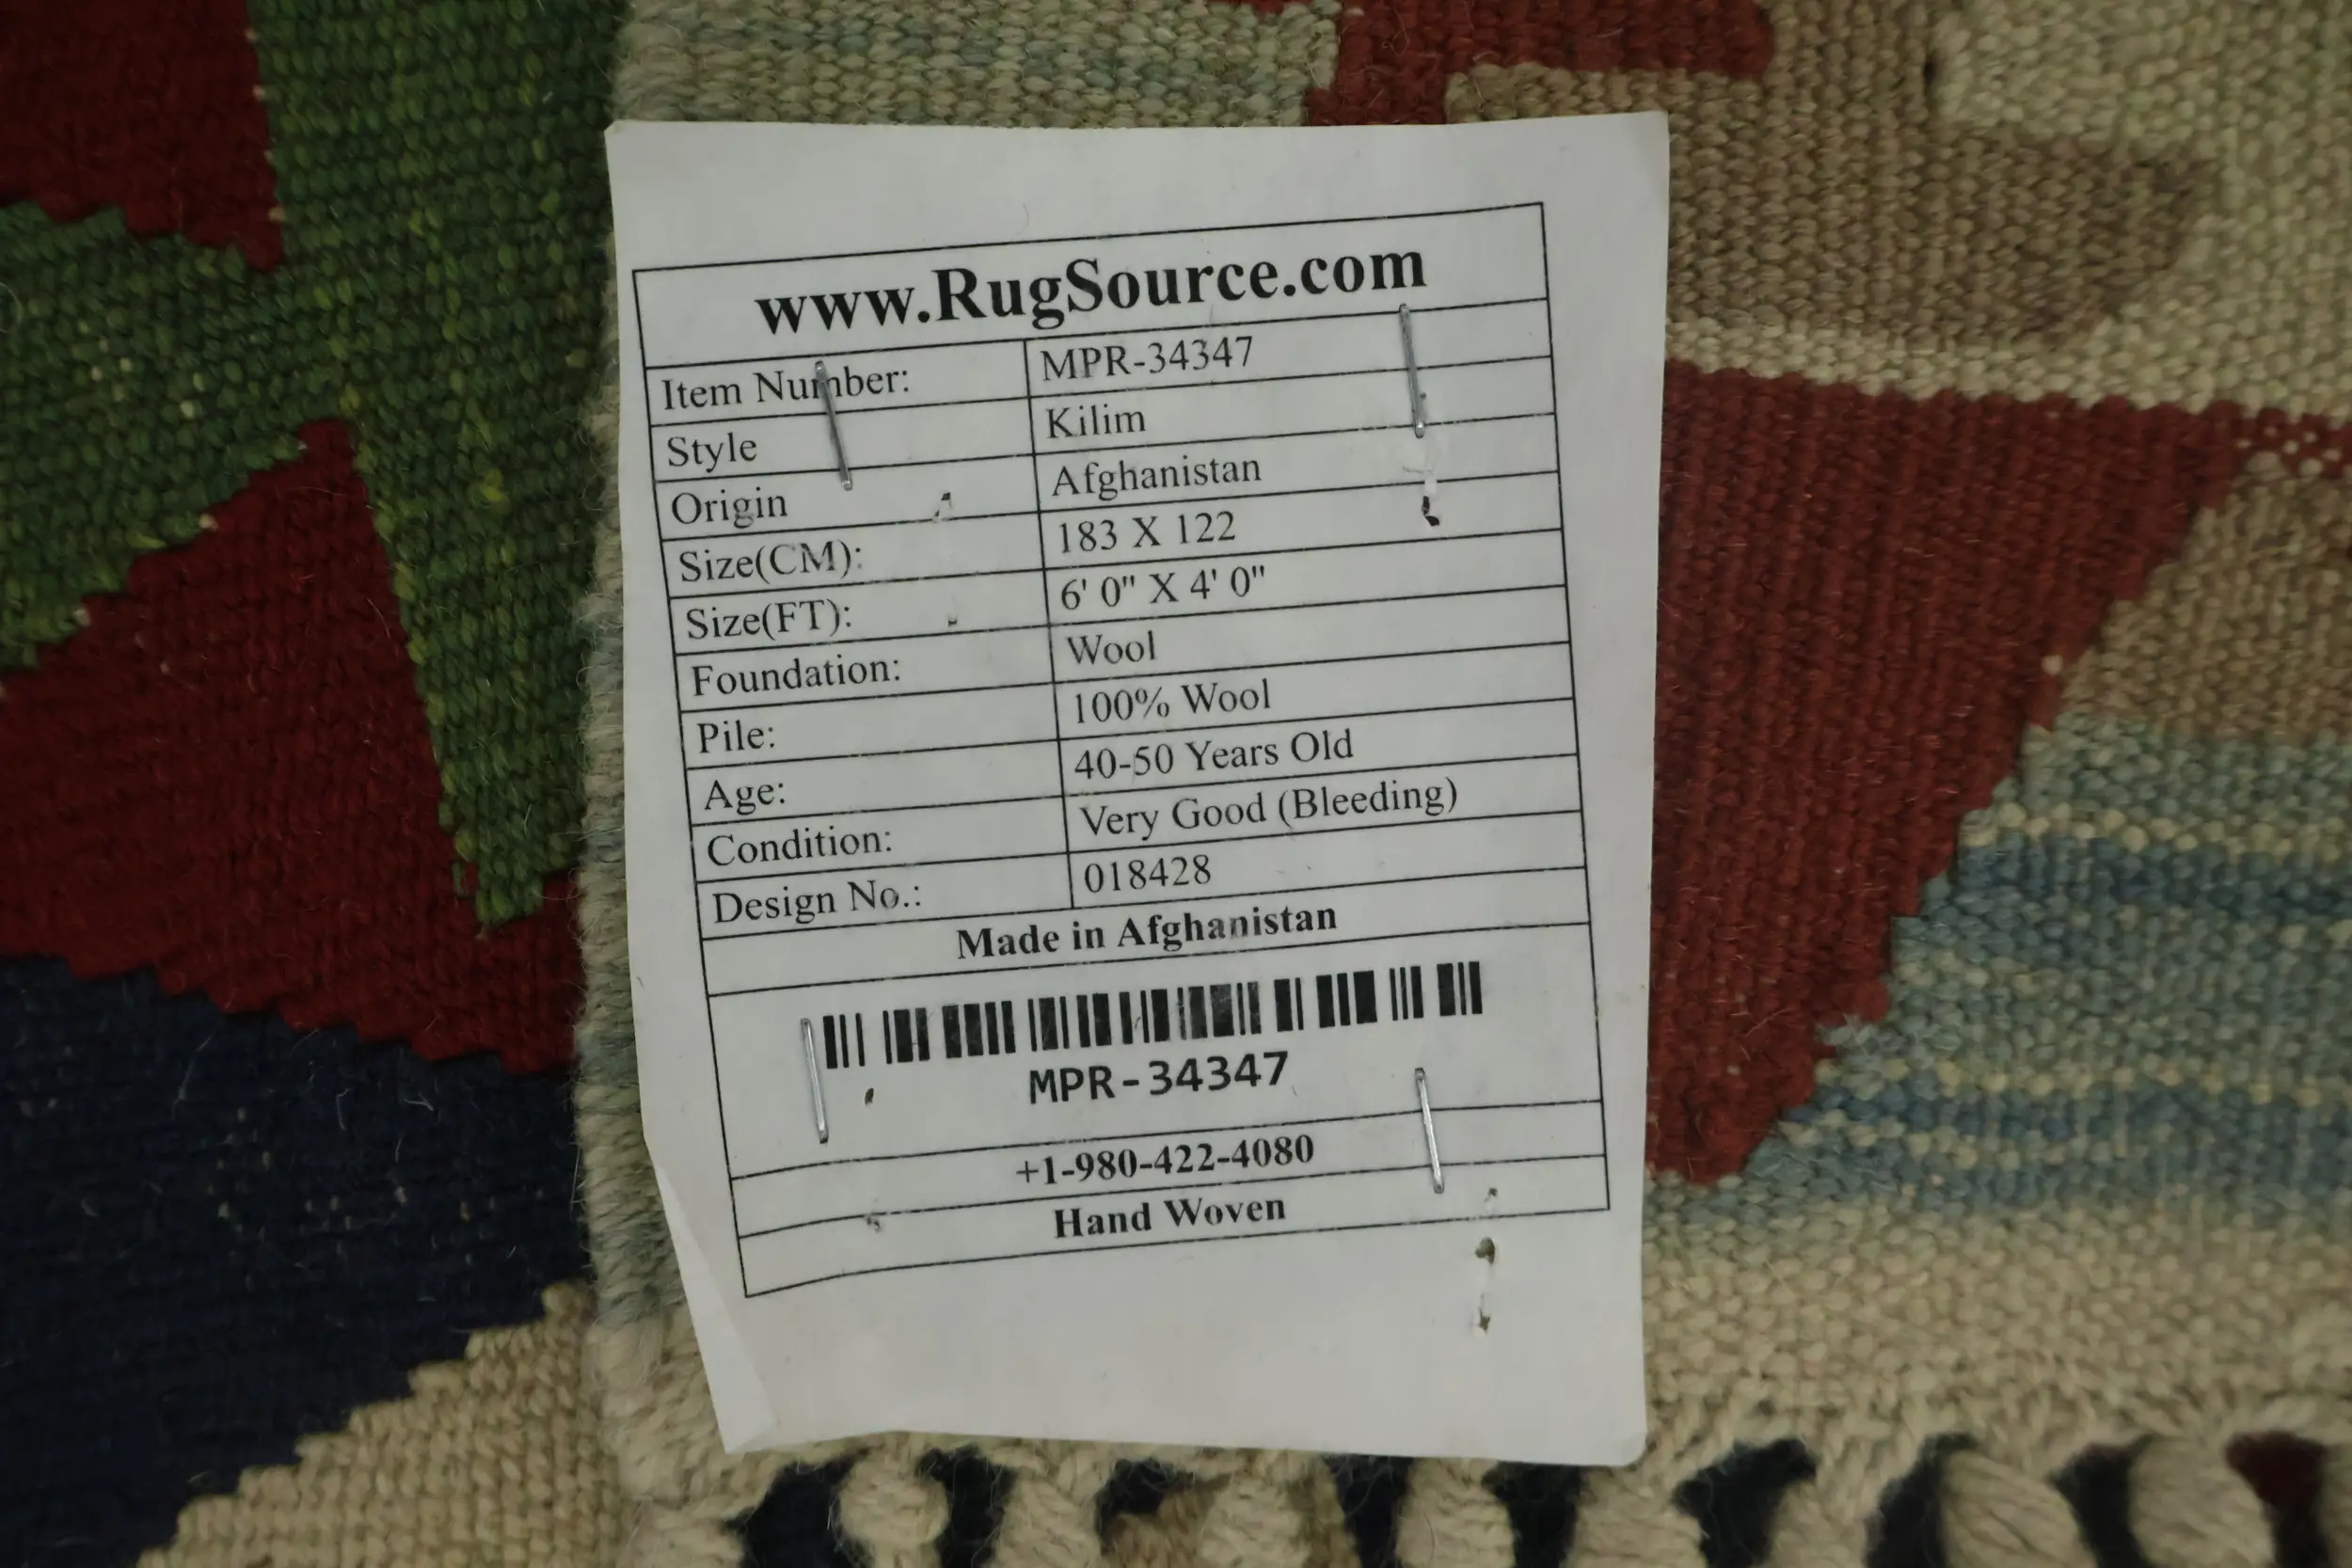 www.RugSource.com
Item Number: MPR-34347
Style Kilim
Origin Afghanistan
Size(CM): 183 X 122
Size(FT): 6' 0" X 4' 0"
Foundation: Wool
Pile: 100% Wool
Age: 40-50 Years Old
Condition: Very Good (Bleeding)
Design No.: 018428
Made in Afghanistan
MPR-34347
+1-980-422-4080
Hand Woven